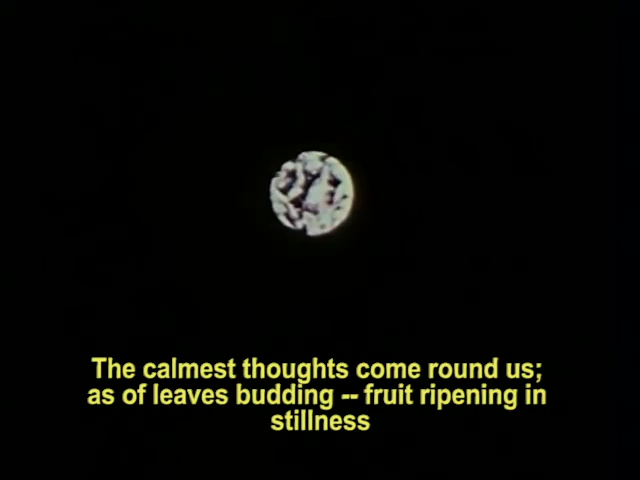 The calmest thoughts come round us;
as of leaves budding -- fruit ripening in
stillness